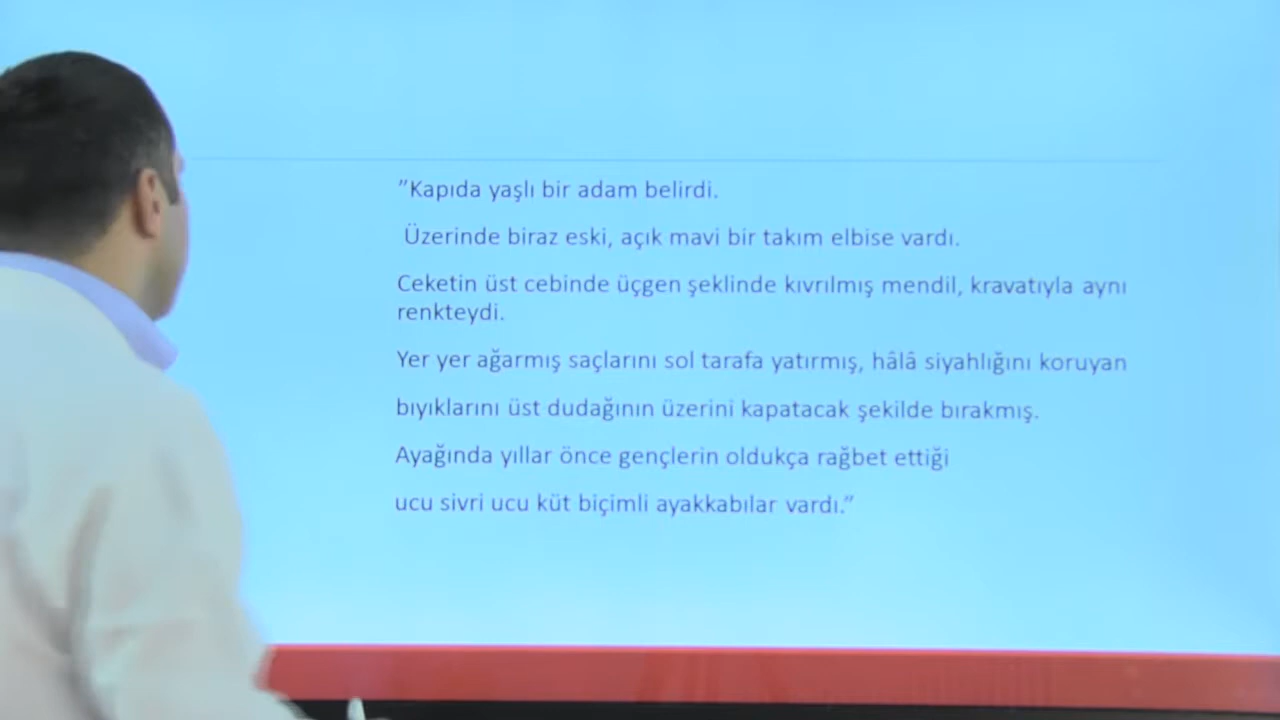 ”Kapıda yaşlı bir adam belirdi.
Üzerinde biraz eski, açık mavi bir takım elbise vardı.
Ceketin üst cebinde üçgen şeklinde kıvrılmış mendil, kravatıyla aynı
renkteydi.
Yer yer ağarmış saçlarını sol tarafa yatırmış, hâlâ siyahlığını koruyan
bıyıklarını üst dudağının üzerini kapatacak şekilde bırakmış.
Ayağında yıllar önce gençlerin oldukça rağbet ettiği
ucu sivri ucu küt biçimli ayakkabılar vardı.”